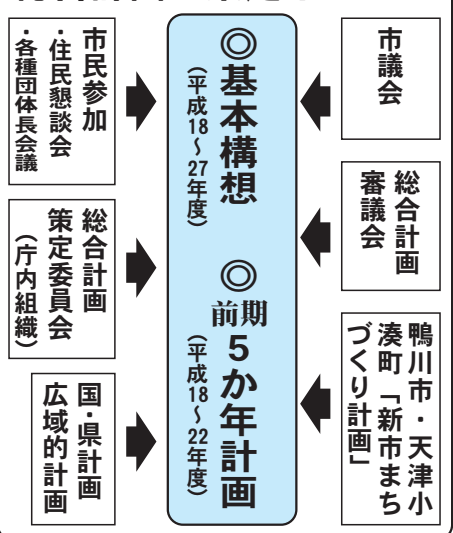 市議会
総合計画
審議会
鴨川市・天津小
湊町「新市まち
づくり計画」
◎基本構想
(平成18〜27年度)
◎前期5か年計画
(平成18〜22年度)
市民参加
・住民懇談会
・各種団体長会議
総合計画
策定委員会
(庁内組織)
国・県計画
広域的計画